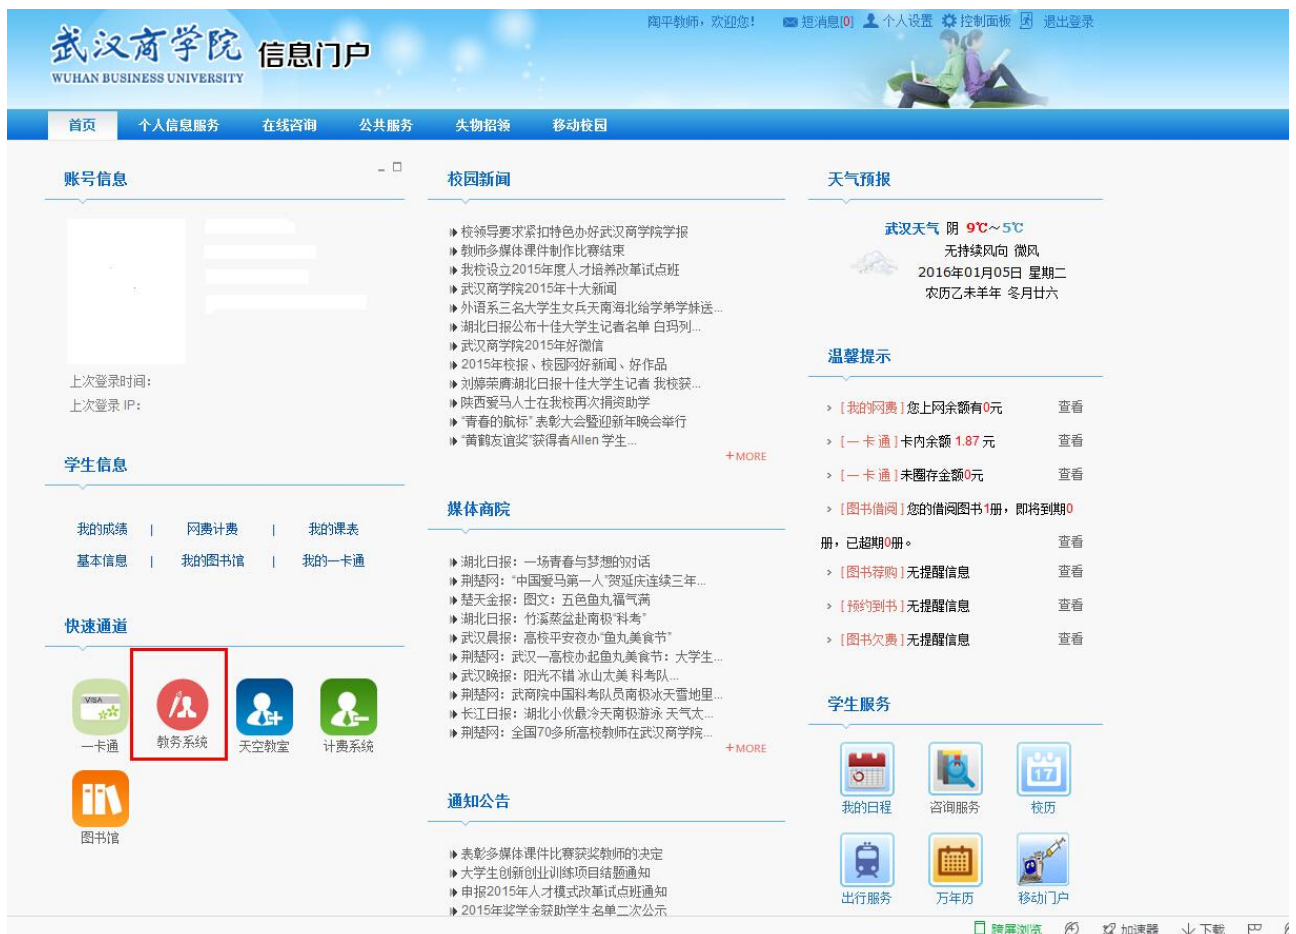 陶平教师，欢迎您！ 短消息[0] 个人设置 控制面板 退出登录
武汉商学院 信息门户
WUHAN BUSINESS UNIVERSITY
首页 个人信息服务 在线咨询 公共服务 失物招领 移动校园
账号信息
上次登录时间：
上次登录 IP：
学生信息
我的成绩 | 网费计费 | 我的课表
基本信息 | 我的图书馆 | 我的一卡通
快速通道
VISA
一卡通 教务系统 天空教室 计费系统
图书馆
校园新闻
校领导要求紧扣特色办好武汉商学院学报
教师多媒体课件制作比赛结束
我校设立2015年度人才培养改革试点班
武汉商学院2015年十大新闻
外语系三名大学生女兵天南海北给学弟学妹送...
湖北日报公布十佳大学生记者名单 白玛列...
武汉商学院2015年好微信
2015年校报、校园网好新闻、好作品
刘婷荣膺湖北日报十佳大学生记者 我校获...
陕西爱马人士在我校再次捐资助学
“青春的航标” 表彰大会暨迎新年晚会举行
“黄鹤友谊奖”获得者Allen 学生...
+MORE
媒体商院
湖北日报：一场青春与梦想的对话
荆楚网：“中国爱马第一人”贺延庆连续三年...
楚天金报：图文：五色鱼丸福气满
湖北日报：竹溪蒸盆赴南极“科考”
武汉晨报：高校平安夜办“鱼丸美食节”
荆楚网：武汉一高校办起鱼丸美食节：大学生...
武汉晚报：阳光不错 冰山太美 科考队...
荆楚网：武商院中国科考队员南极冰天雪地里...
长江日报：湖北小伙最冷天南极游泳 天气太...
荆楚网：全国70多所高校教师在武汉商学院...
+MORE
通知公告
表彰多媒体课件比赛获奖教师的决定
大学生创新创业训练项目结题通知
申报2015年人才模式改革试点班通知
2015年奖学金获助学生名单二次公示
天气预报
武汉天气 阴 9℃～5℃
无持续风向 微风
2016年01月05日 星期二
农历乙未羊年 冬月廿六
温馨提示
[我的网费]您上网余额有0元 查看
[一卡通]卡内余额 1.87 元 查看
[一卡通]未圈存金额0元 查看
[图书借阅]您的借阅图书1册，即将到期0
册，已超期0册。 查看
[图书荐购]无提醒信息 查看
[预约到书]无提醒信息 查看
[图书欠费]无提醒信息 查看
学生服务
17
我的日程 咨询服务 校历
出行服务 万年历 移动门户
跨屏浏览 加速器 下载